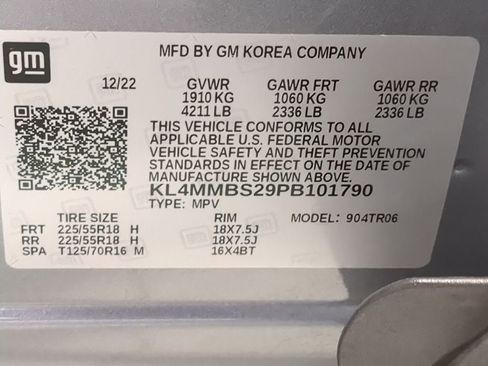 gm
MFD BY GM KOREA COMPANY
12/22 GVWR GAWR FRT GAWR RR
1910 KG 1060 KG 1060 KG
4211 LB 2336 LB 2336 LB
THIS VEHICLE CONFORMS TO ALL
APPLICABLE U.S. FEDERAL MOTOR
VEHICLE SAFETY AND THEFT PREVENTION
STANDARDS IN EFFECT ON THE DATE OF
MANUFACTURE SHOWN ABOVE.
KL4MMBS29PB101790
TYPE: MPV
TIRE SIZE RIM MODEL: 904TR06
FRT 225/55R18 H 18X7.5J
RR 225/55R18 H 18X7.5J
SPA T125/70R16 M 16X4BT